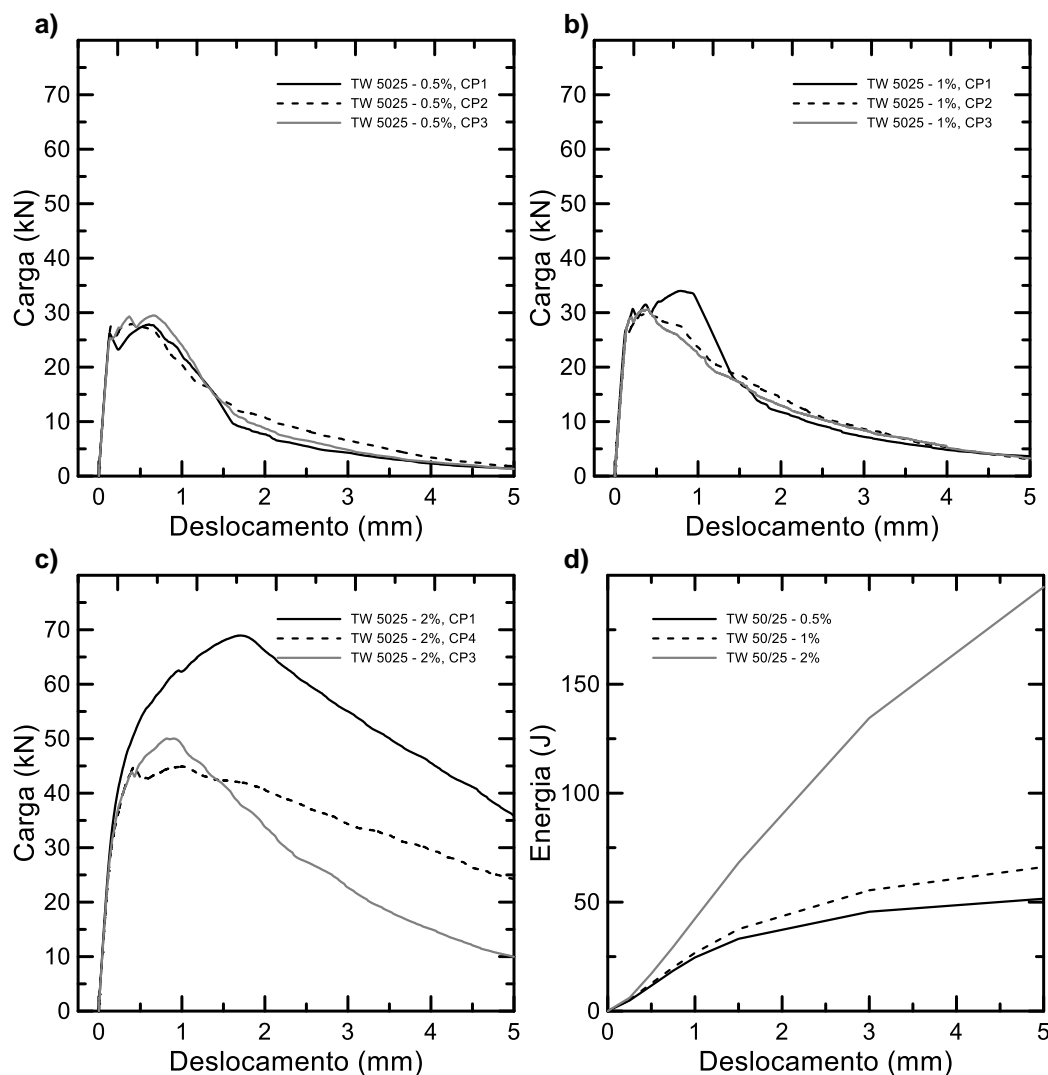 a)
TW 5025 - 0.5%, CP1
TW 5025 - 0.5%, CP2
TW 5025 - 0.5%, CP3
70
60
50
40
30
20
10
0
Carga (kN)
0 1 2 3 4 5
Deslocamento (mm)
b)
TW 5025 - 1%, CP1
TW 5025 - 1%, CP2
TW 5025 - 1%, CP3
70
60
50
40
30
20
10
0
Carga (kN)
0 1 2 3 4 5
Deslocamento (mm)
c)
TW 5025 - 2%, CP1
TW 5025 - 2%, CP4
TW 5025 - 2%, CP3
70
60
50
40
30
20
10
0
Carga (kN)
0 1 2 3 4 5
Deslocamento (mm)
d)
TW 50/25 - 0.5%
TW 50/25 - 1%
TW 50/25 - 2%
150
100
50
0
Energia (J)
0 1 2 3 4 5
Deslocamento (mm)